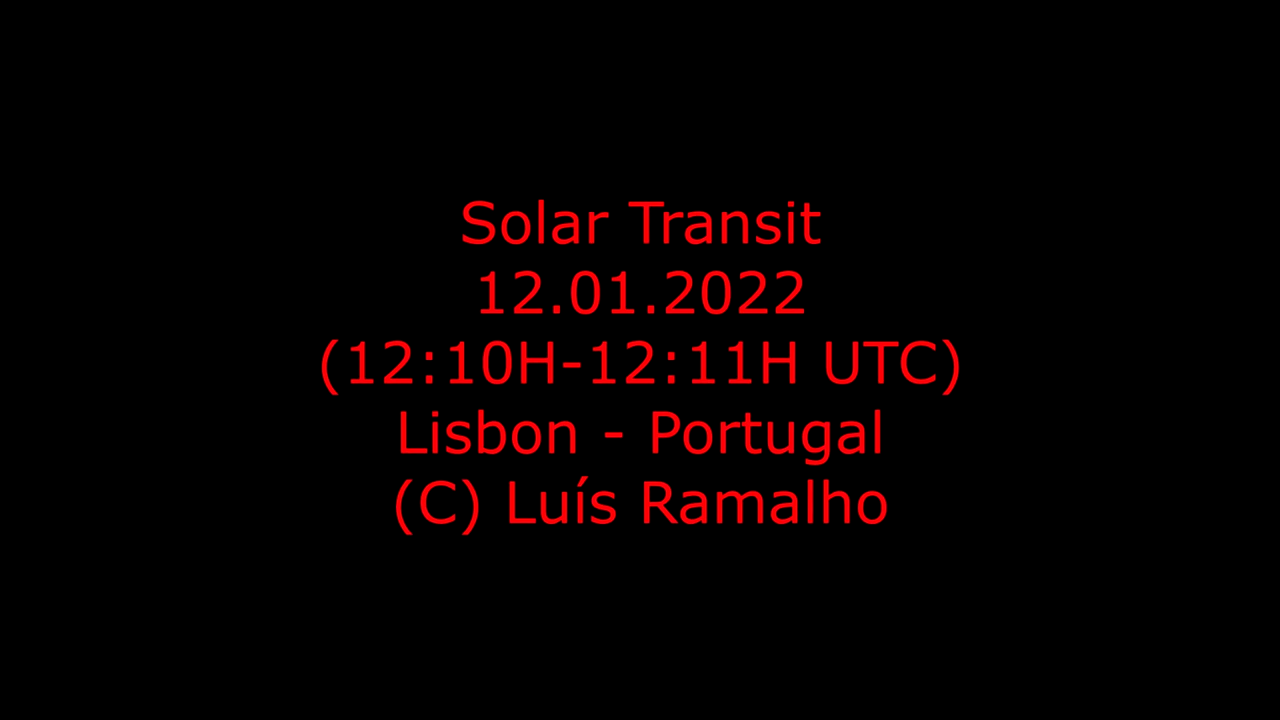 Solar Transit
12.01.2022
(12:10H-12:11H UTC)
Lisbon - Portugal
(C) Luís Ramalho